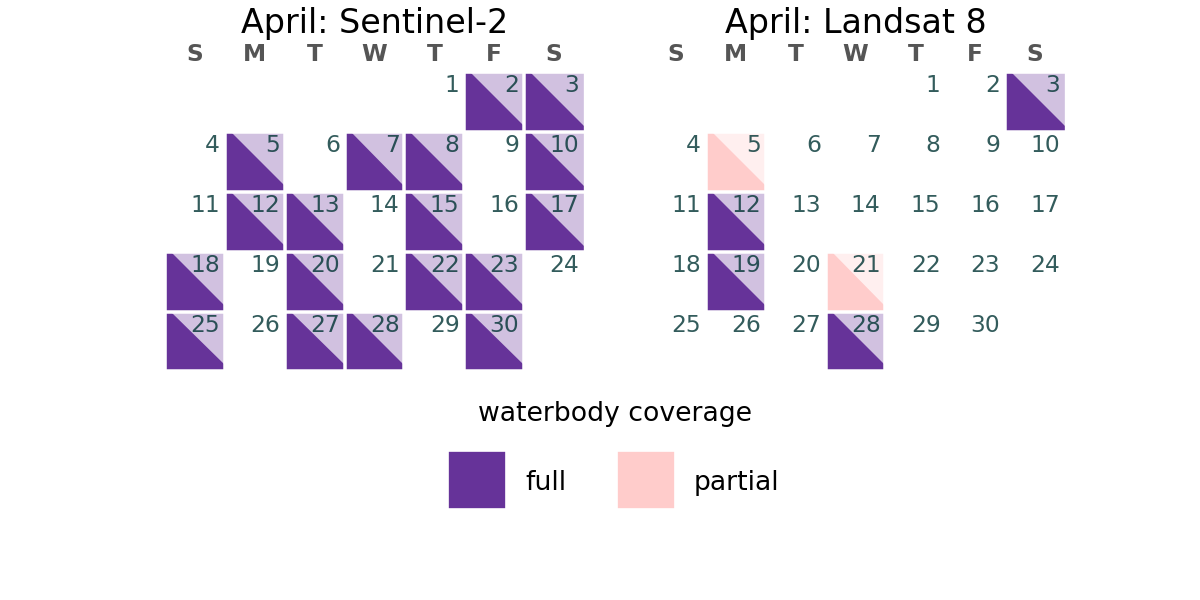 April: Sentinel-2
S M T W T F S
1 2 3
4 5 6 7 8 9 10
11 12 13 14 15 16 17
18 19 20 21 22 23 24
25 26 27 28 29 30
April: Landsat 8
S M T W T F S
1 2 3
4 5 6 7 8 9 10
11 12 13 14 15 16 17
18 19 20 21 22 23 24
25 26 27 28 29 30
waterbody coverage
full partial